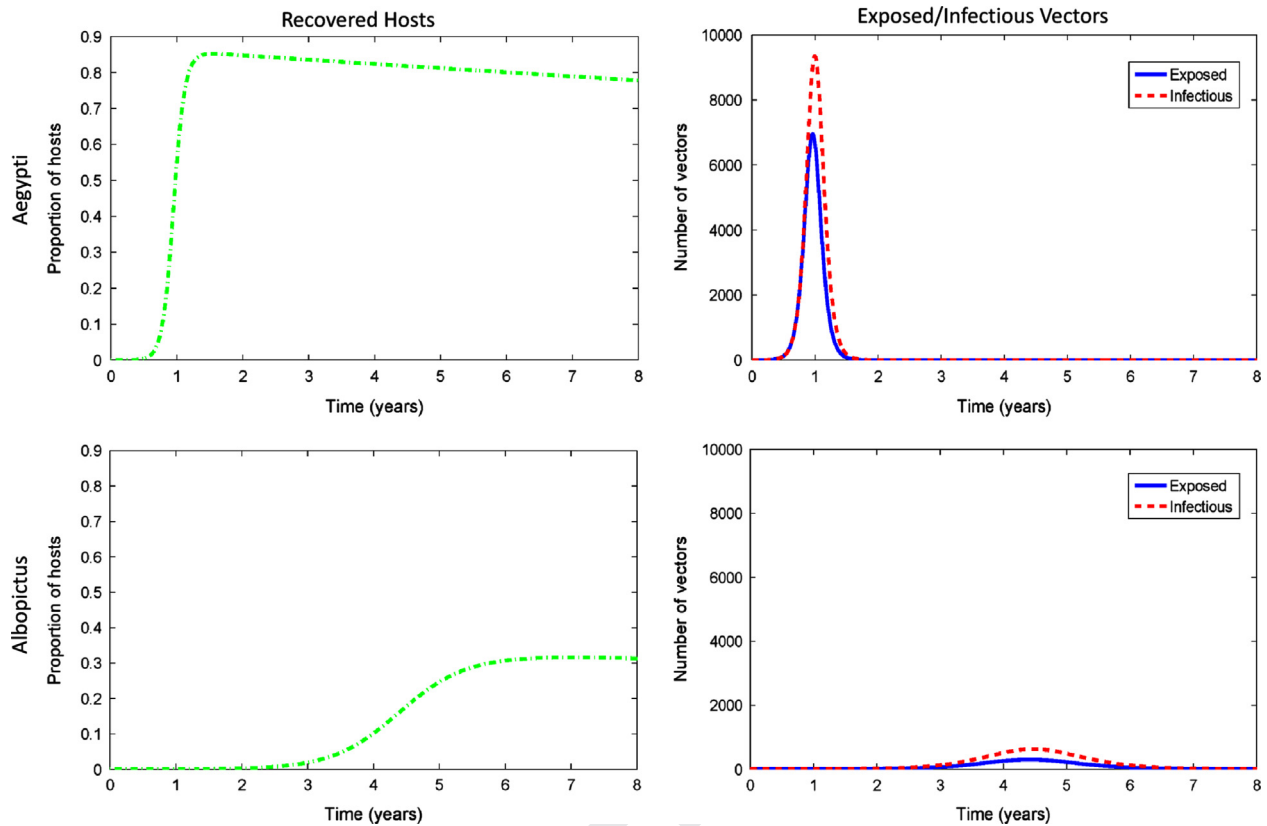 Recovered Hosts
Exposed/Infectious Vectors
Aegypti
Proportion of hosts
0.9
0.8
0.7
0.6
0.5
0.4
0.3
0.2
0.1
0
0 1 2 3 4 5 6 7 8
Time (years)
Number of vectors
10000
8000
6000
4000
2000
0
Exposed
Infectious
0 1 2 3 4 5 6 7 8
Time (years)
Albopictus
Proportion of hosts
0.9
0.8
0.7
0.6
0.5
0.4
0.3
0.2
0.1
0
0 1 2 3 4 5 6 7 8
Time (years)
Number of vectors
10000
8000
6000
4000
2000
0
Exposed
Infectious
0 1 2 3 4 5 6 7 8
Time (years)